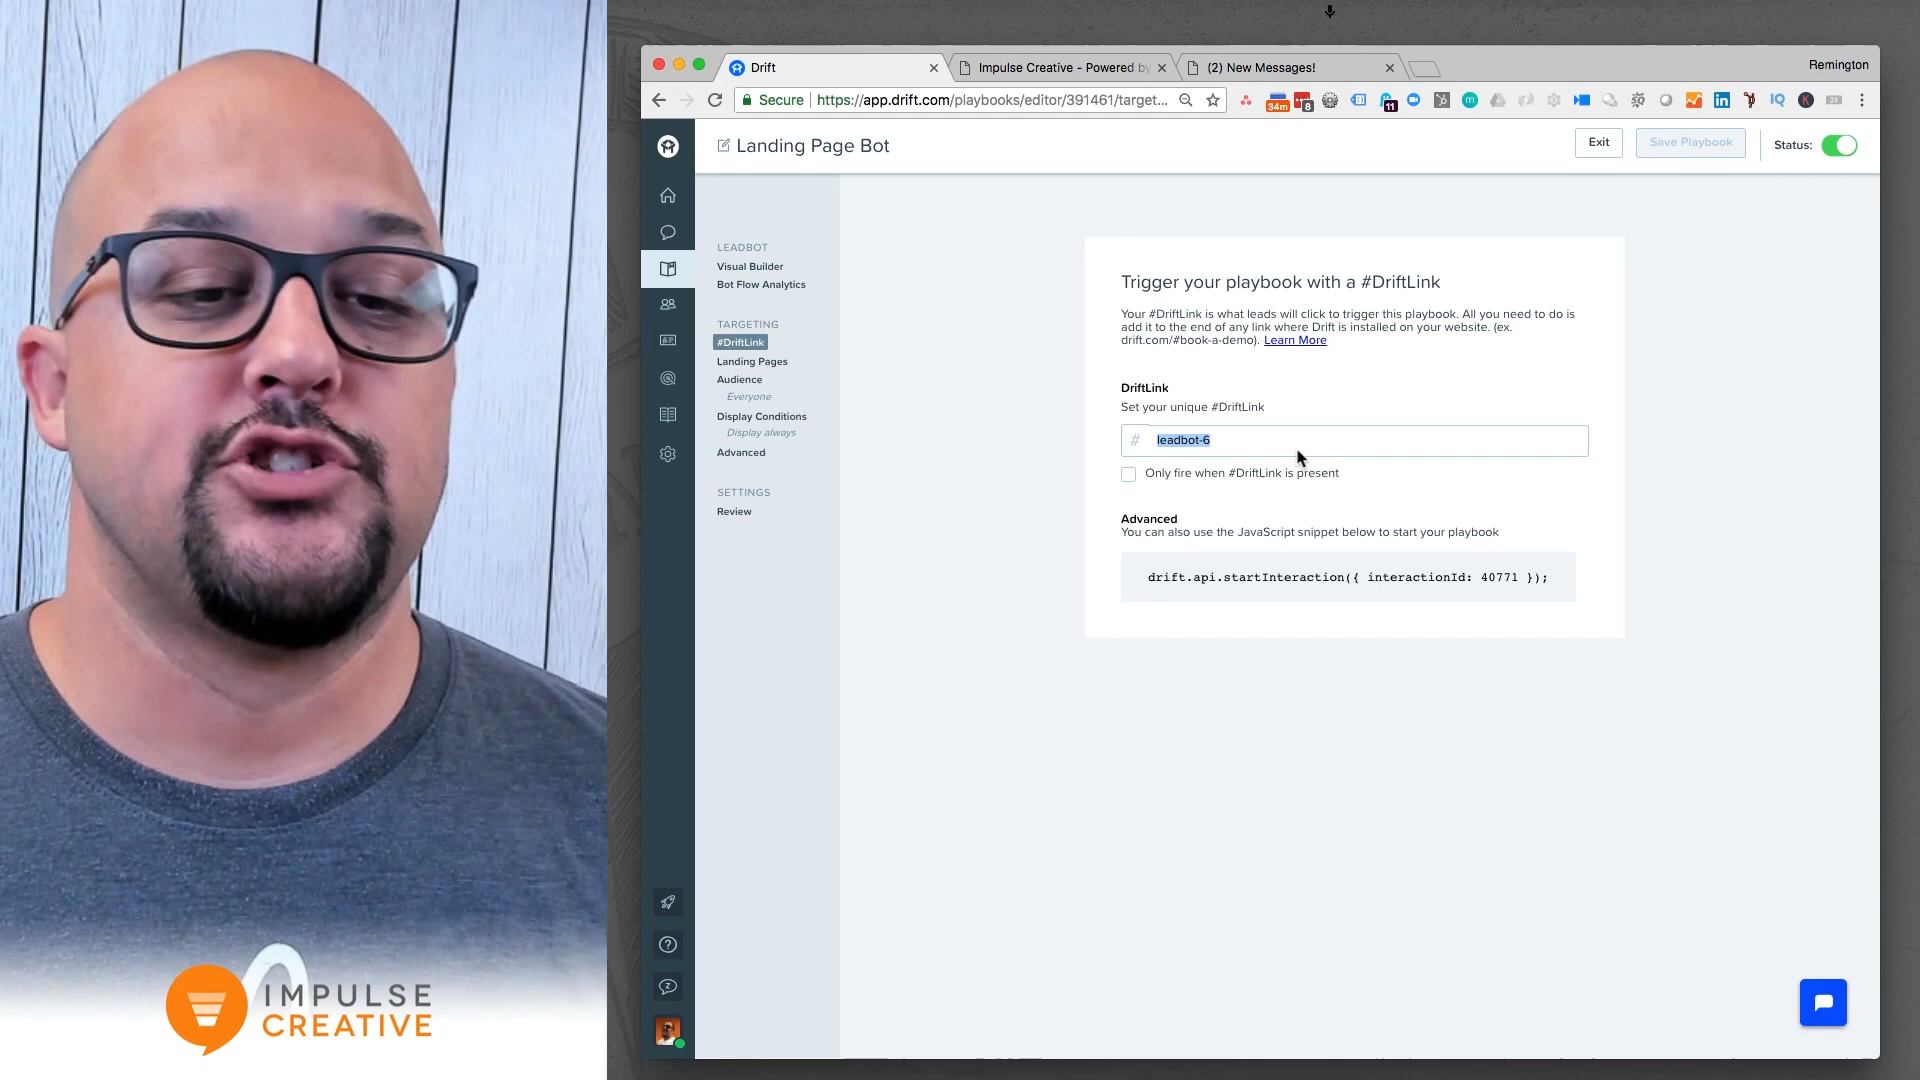 Drift
Impulse Creative - Powered by
(2) New Messages!
Remington
Secure
https://app.drift.com/playbooks/editor/391461/target...
34m
8
11
IQ
23
Landing Page Bot
Exit
Save Playbook
Status:
LEADBOT
Visual Builder
Bot Flow Analytics
TARGETING
#DriftLink
Landing Pages
Audience
Everyone
Display Conditions
Display always
Advanced
SETTINGS
Review
Trigger your playbook with a #DriftLink
Your #DriftLink is what leads will click to trigger this playbook. All you need to do is
add it to the end of any link where Drift is installed on your website. (ex.
drift.com/#book-a-demo). Learn More
DriftLink
Set your unique #DriftLink
# leadbot-6
Only fire when #DriftLink is present
Advanced
You can also use the JavaScript snippet below to start your playbook
drift.api.startInteraction({ interactionId: 40771 });
IMPULSE
CREATIVE